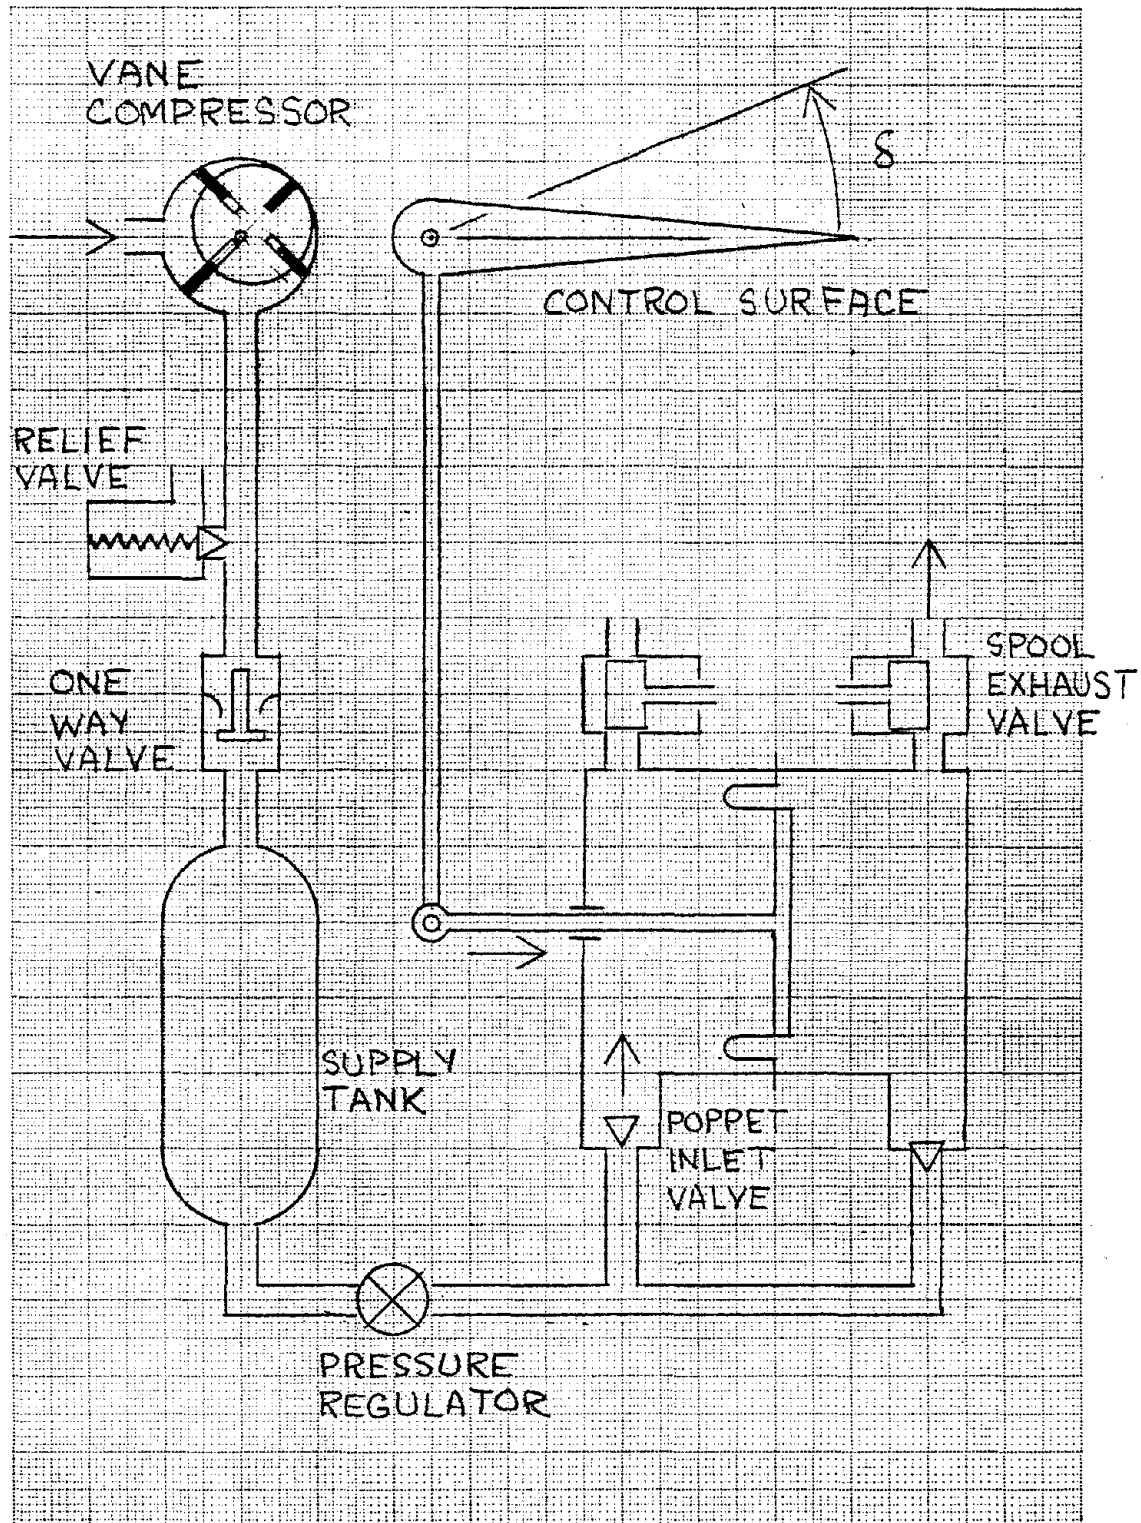 VANE
COMPRESSOR
δ
CONTROL SURFACE
RELIEF
VALVE
ONE
WAY
VALVE
SPOOL
EXHAUST
VALVE
SUPPLY
TANK
POPPET
INLET
VALVE
PRESSURE
REGULATOR